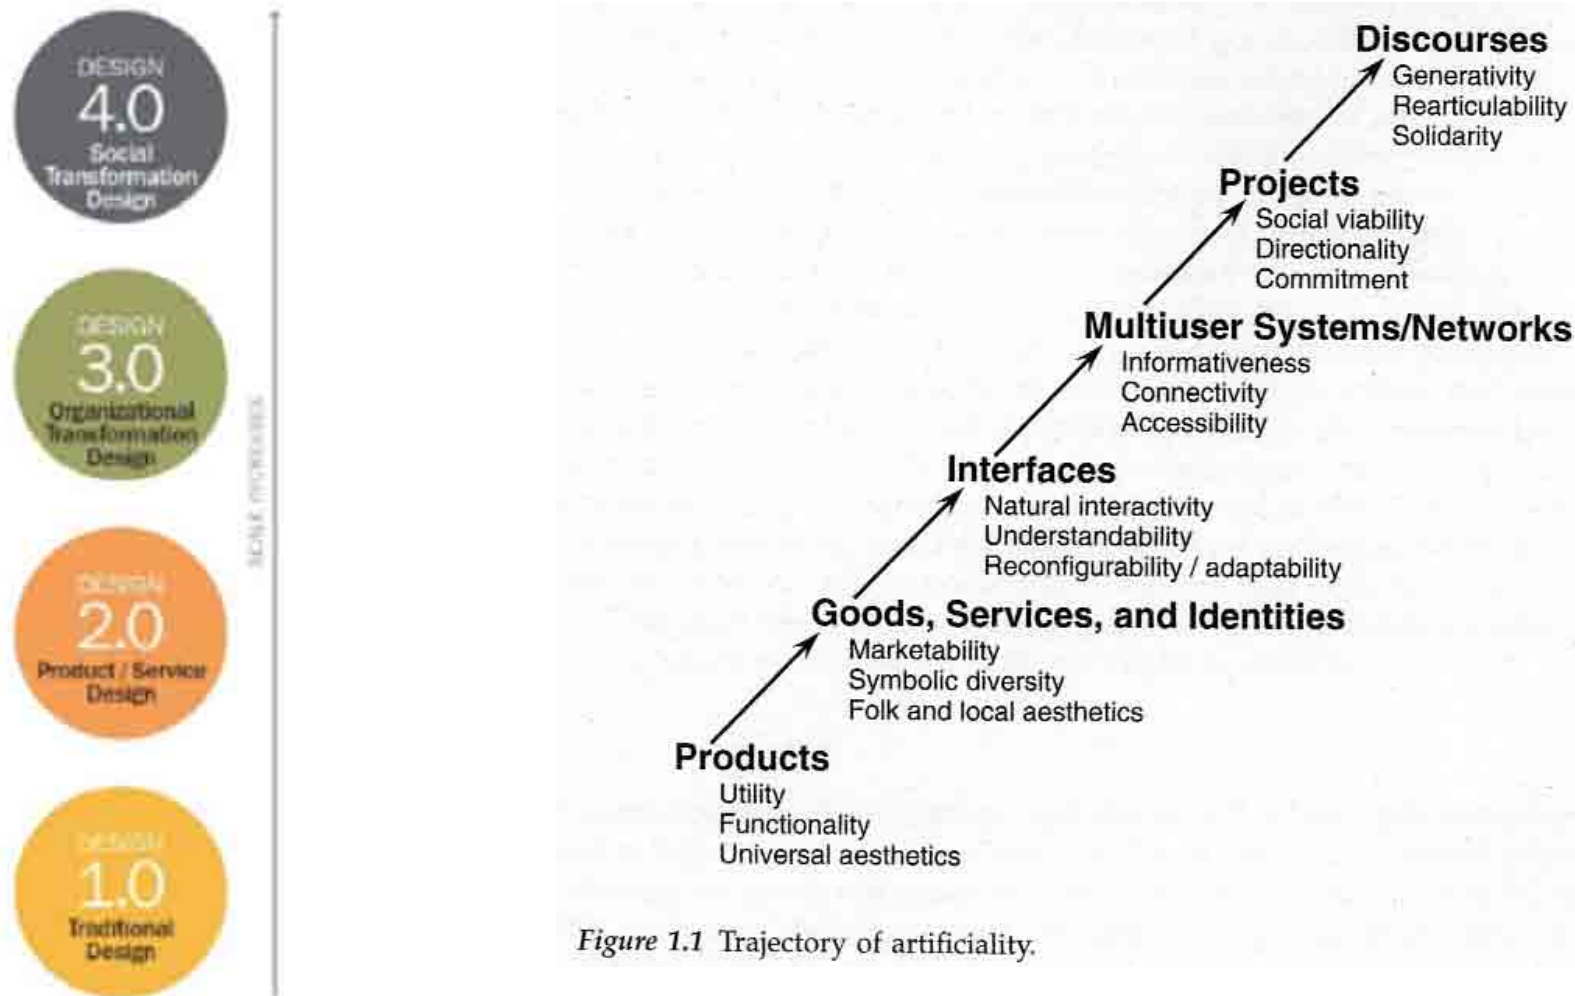 DESIGN
4.0
Social
Transformation
Design
DESIGN
3.0
Organizational
Transformation
Design
DESIGN
2.0
Product / Service
Design
DESIGN
1.0
Traditional
Design
Discourses
Generativity
Rearticulability
Solidarity
Projects
Social viability
Directionality
Commitment
Multiuser Systems/Networks
Informativeness
Connectivity
Accessibility
Interfaces
Natural interactivity
Understandability
Reconfigurability / adaptability
Goods, Services, and Identities
Marketability
Symbolic diversity
Folk and local aesthetics
Products
Utility
Functionality
Universal aesthetics
Figure 1.1 Trajectory of artificiality.